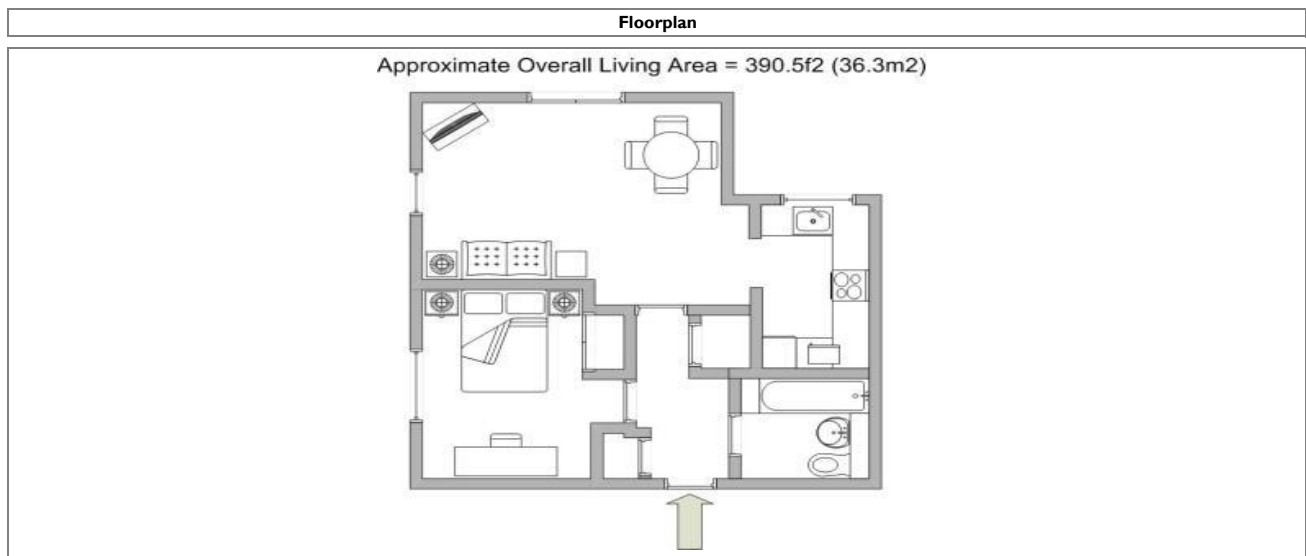 Floorplan
Approximate Overall Living Area = 390.5f2 (36.3m2)